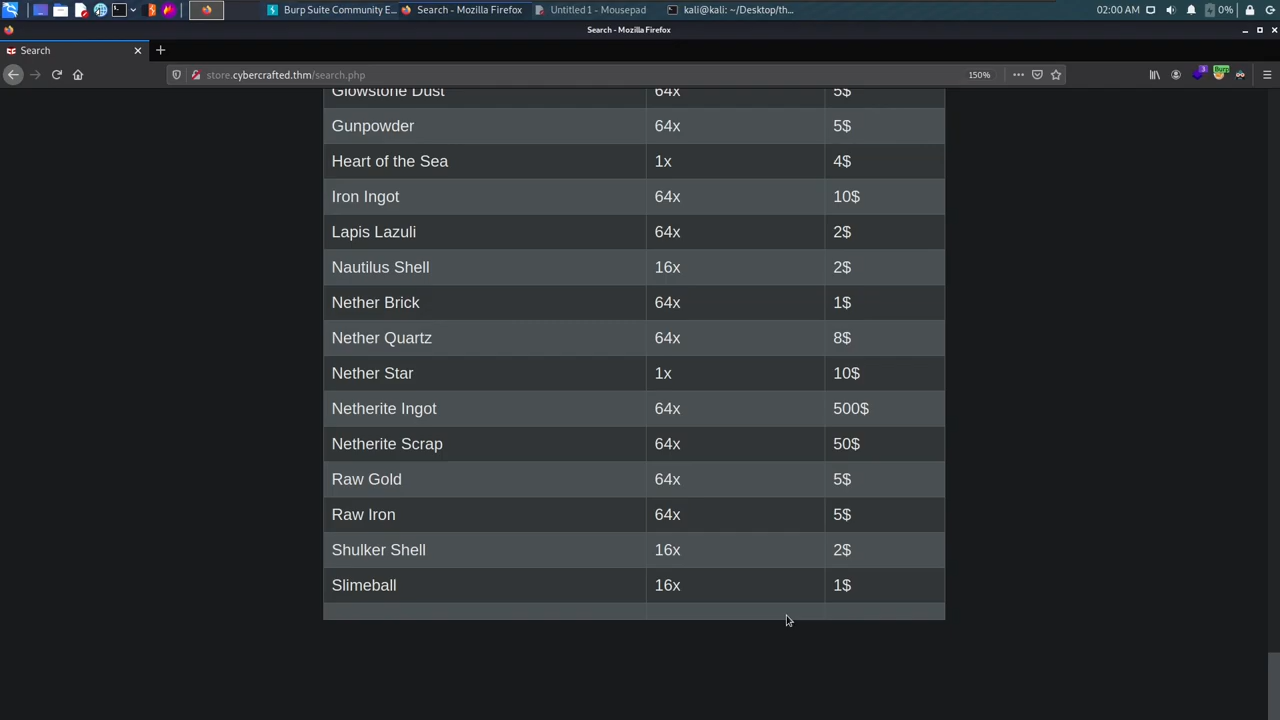 Burp Suite Community E...
Search - Mozilla Firefox
Untitled 1 - Mousepad
kali@kali: ~/Desktop/th...
02:00 AM
0%
Search - Mozilla Firefox
Search
store.cybercrafted.thm/search.php
150%
3
Burp
Glowstone Dust 64x 5$
Gunpowder 64x 5$
Heart of the Sea 1x 4$
Iron Ingot 64x 10$
Lapis Lazuli 64x 2$
Nautilus Shell 16x 2$
Nether Brick 64x 1$
Nether Quartz 64x 8$
Nether Star 1x 10$
Netherite Ingot 64x 500$
Netherite Scrap 64x 50$
Raw Gold 64x 5$
Raw Iron 64x 5$
Shulker Shell 16x 2$
Slimeball 16x 1$